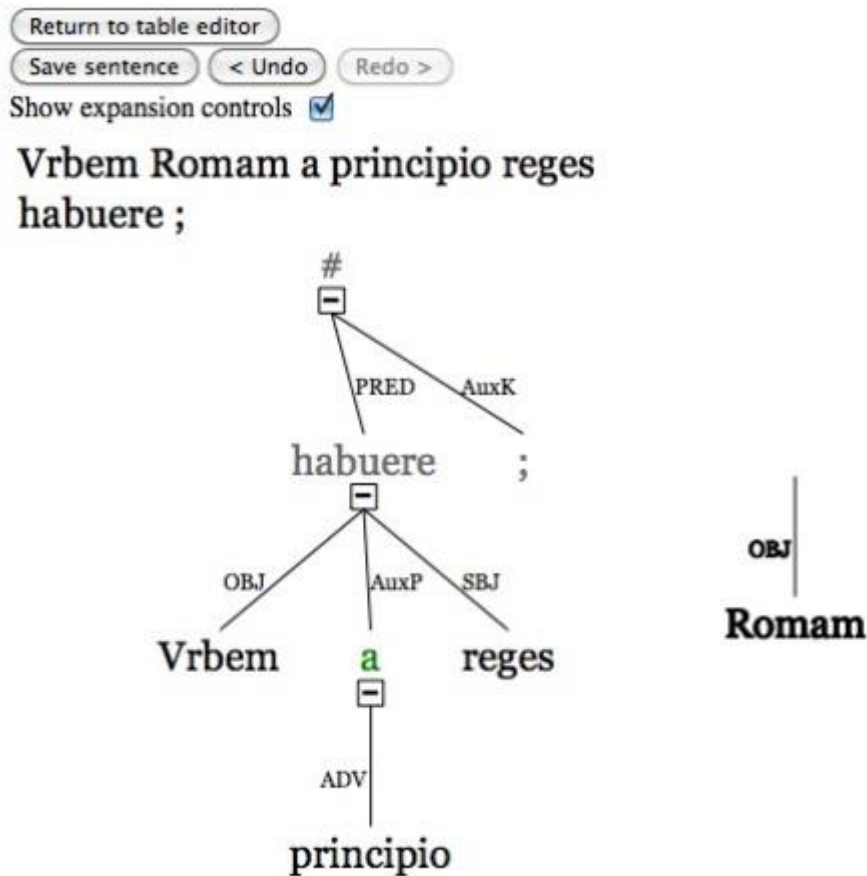 Return to table editor
Save sentence < Undo Redo >
Show expansion controls
Vrbem Romam a principio reges
habuere ;
#
PRED AuxK
habuere ;
OBJ AuxP SBJ OBJ
Vrbem a reges Romam
ADV
principio